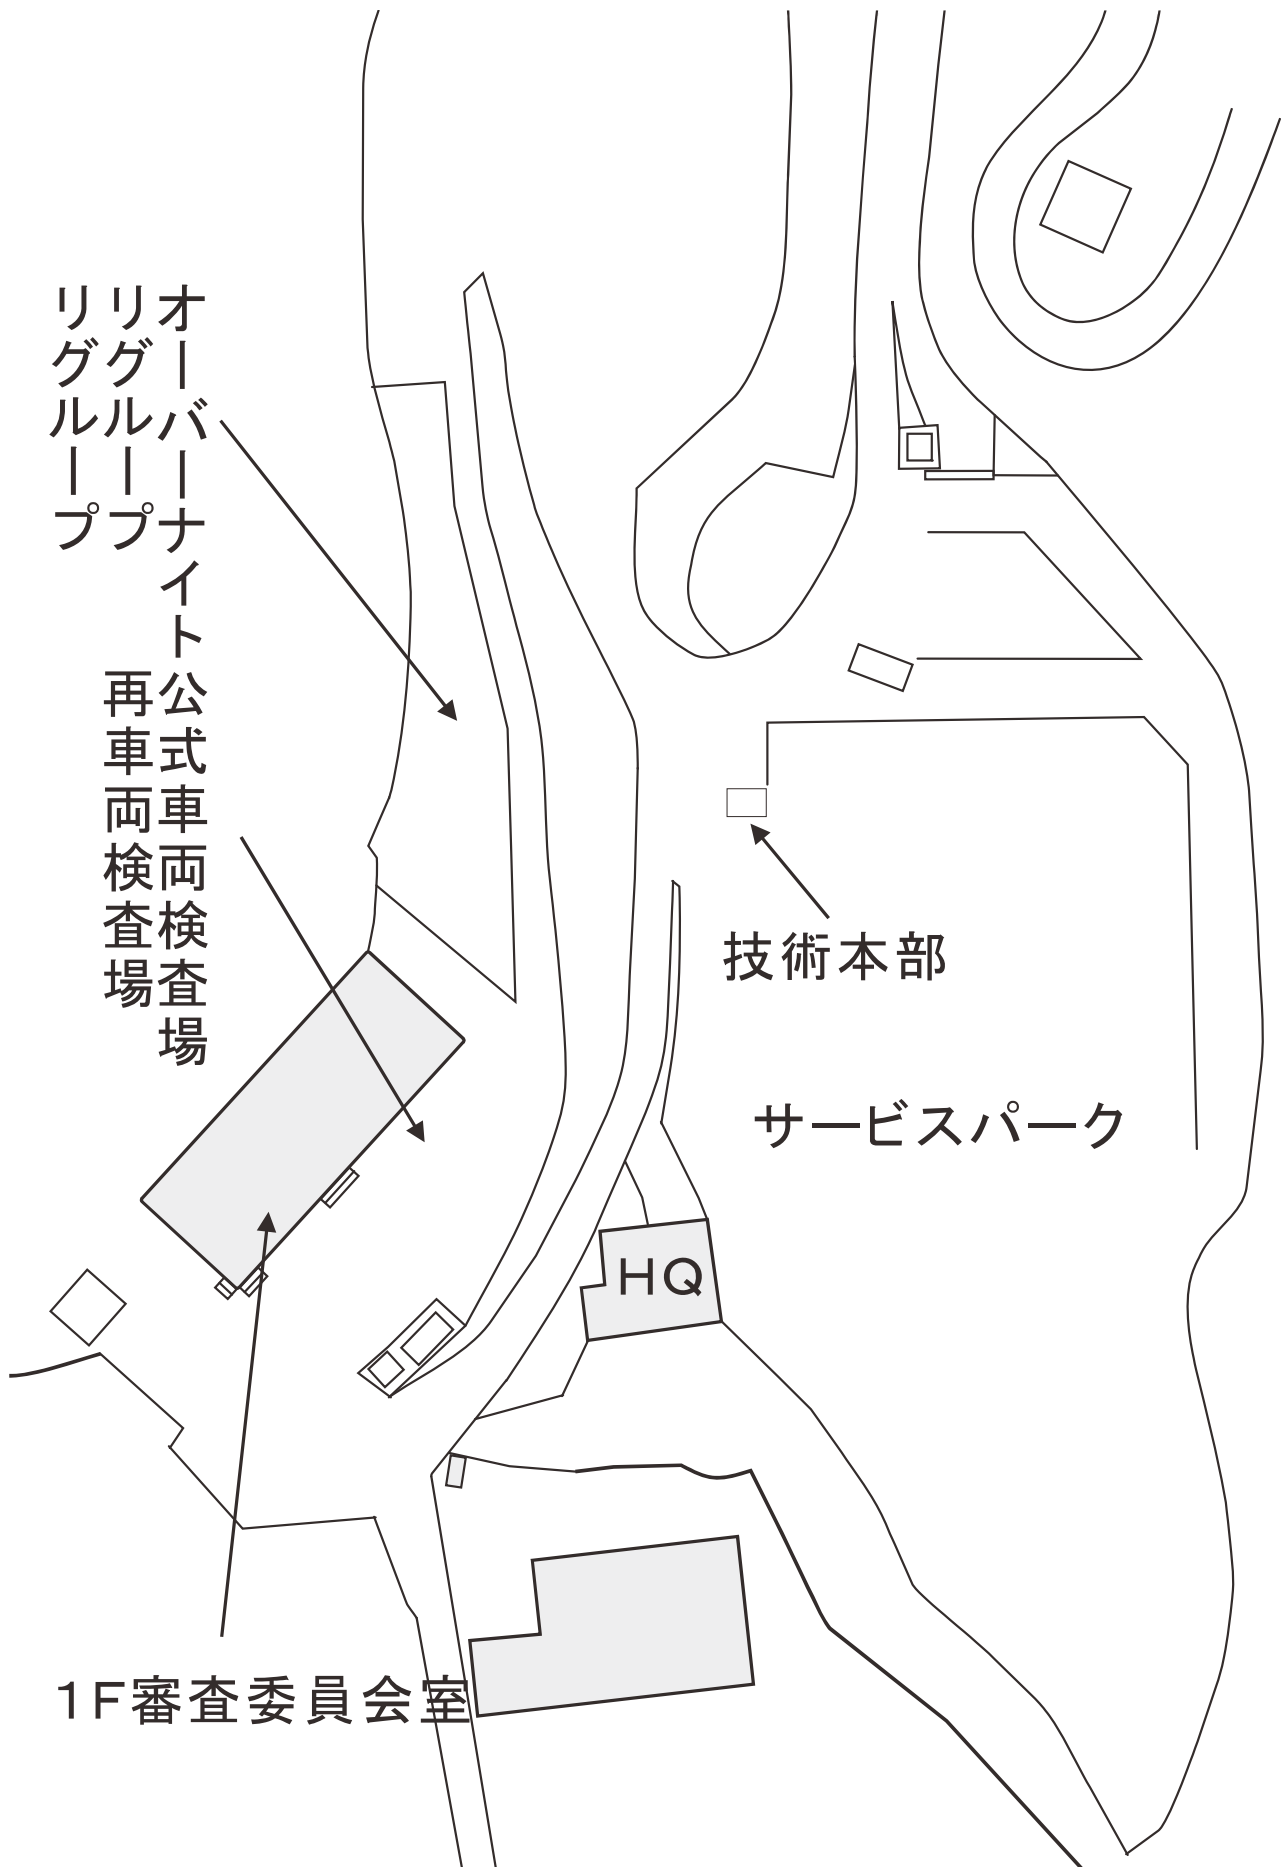 オーバーナイト
リグループ
リグループ
公式車両検査場
再車両検査場
技術本部
サービスパーク
HQ
1F審査委員会室